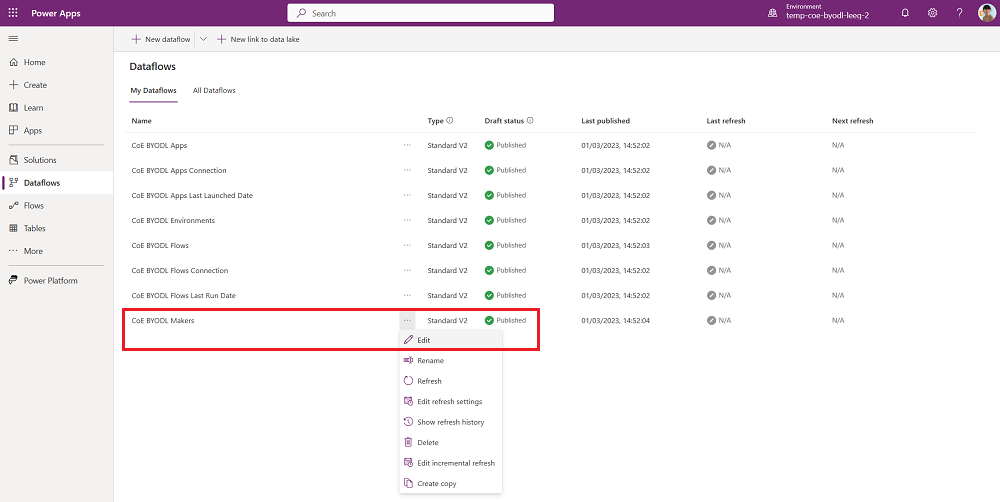 Power Apps
Search
Environment
temp-coe-byodl-leeq-2
?
New dataflow
New link to data lake
Home
Create
Learn
Apps
Solutions
Dataflows
Flows
Tables
More
Power Platform
Dataflows
My Dataflows All Dataflows
Name Type Draft status Last published Last refresh Next refresh
CoE BYODL Apps ... Standard V2 Published 01/03/2023, 14:52:02 N/A N/A
CoE BYODL Apps Connection ... Standard V2 Published 01/03/2023, 14:52:02 N/A N/A
CoE BYODL Apps Last Launched Date ... Standard V2 Published 01/03/2023, 14:52:02 N/A N/A
CoE BYODL Environments ... Standard V2 Published 01/03/2023, 14:52:02 N/A N/A
CoE BYODL Flows ... Standard V2 Published 01/03/2023, 14:52:03 N/A N/A
CoE BYODL Flows Connection ... Standard V2 Published 01/03/2023, 14:52:02 N/A N/A
CoE BYODL Flows Last Run Date ... Standard V2 Published 01/03/2023, 14:52:02 N/A N/A
CoE BYODL Makers ... Standard V2 Published 01/03/2023, 14:52:04 N/A N/A
Edit
Rename
Refresh
Edit refresh settings
Show refresh history
Delete
Edit incremental refresh
Create copy